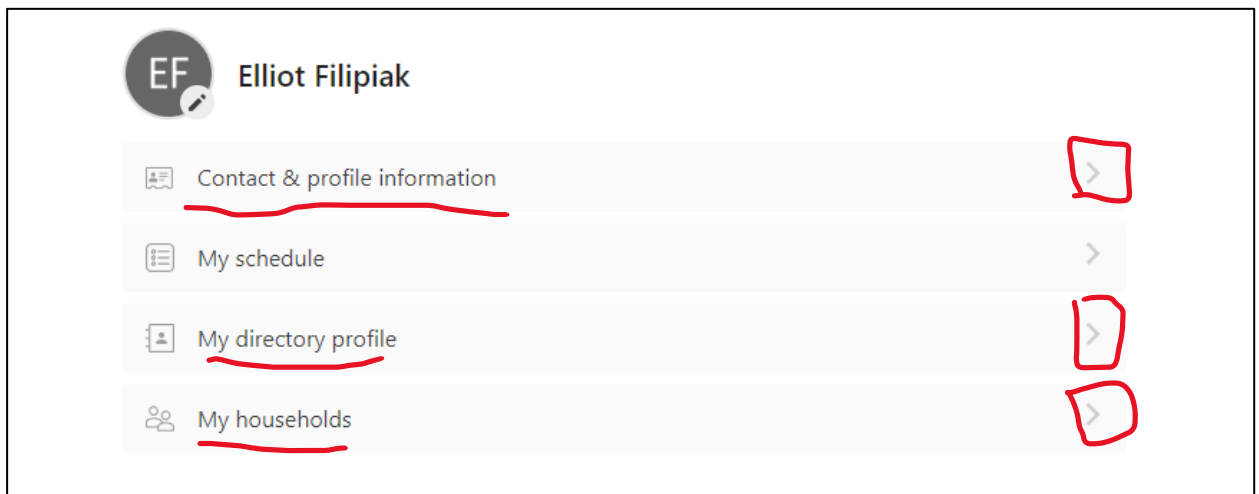 EF
Elliot Filipiak
Contact & profile information
My schedule
My directory profile
My households